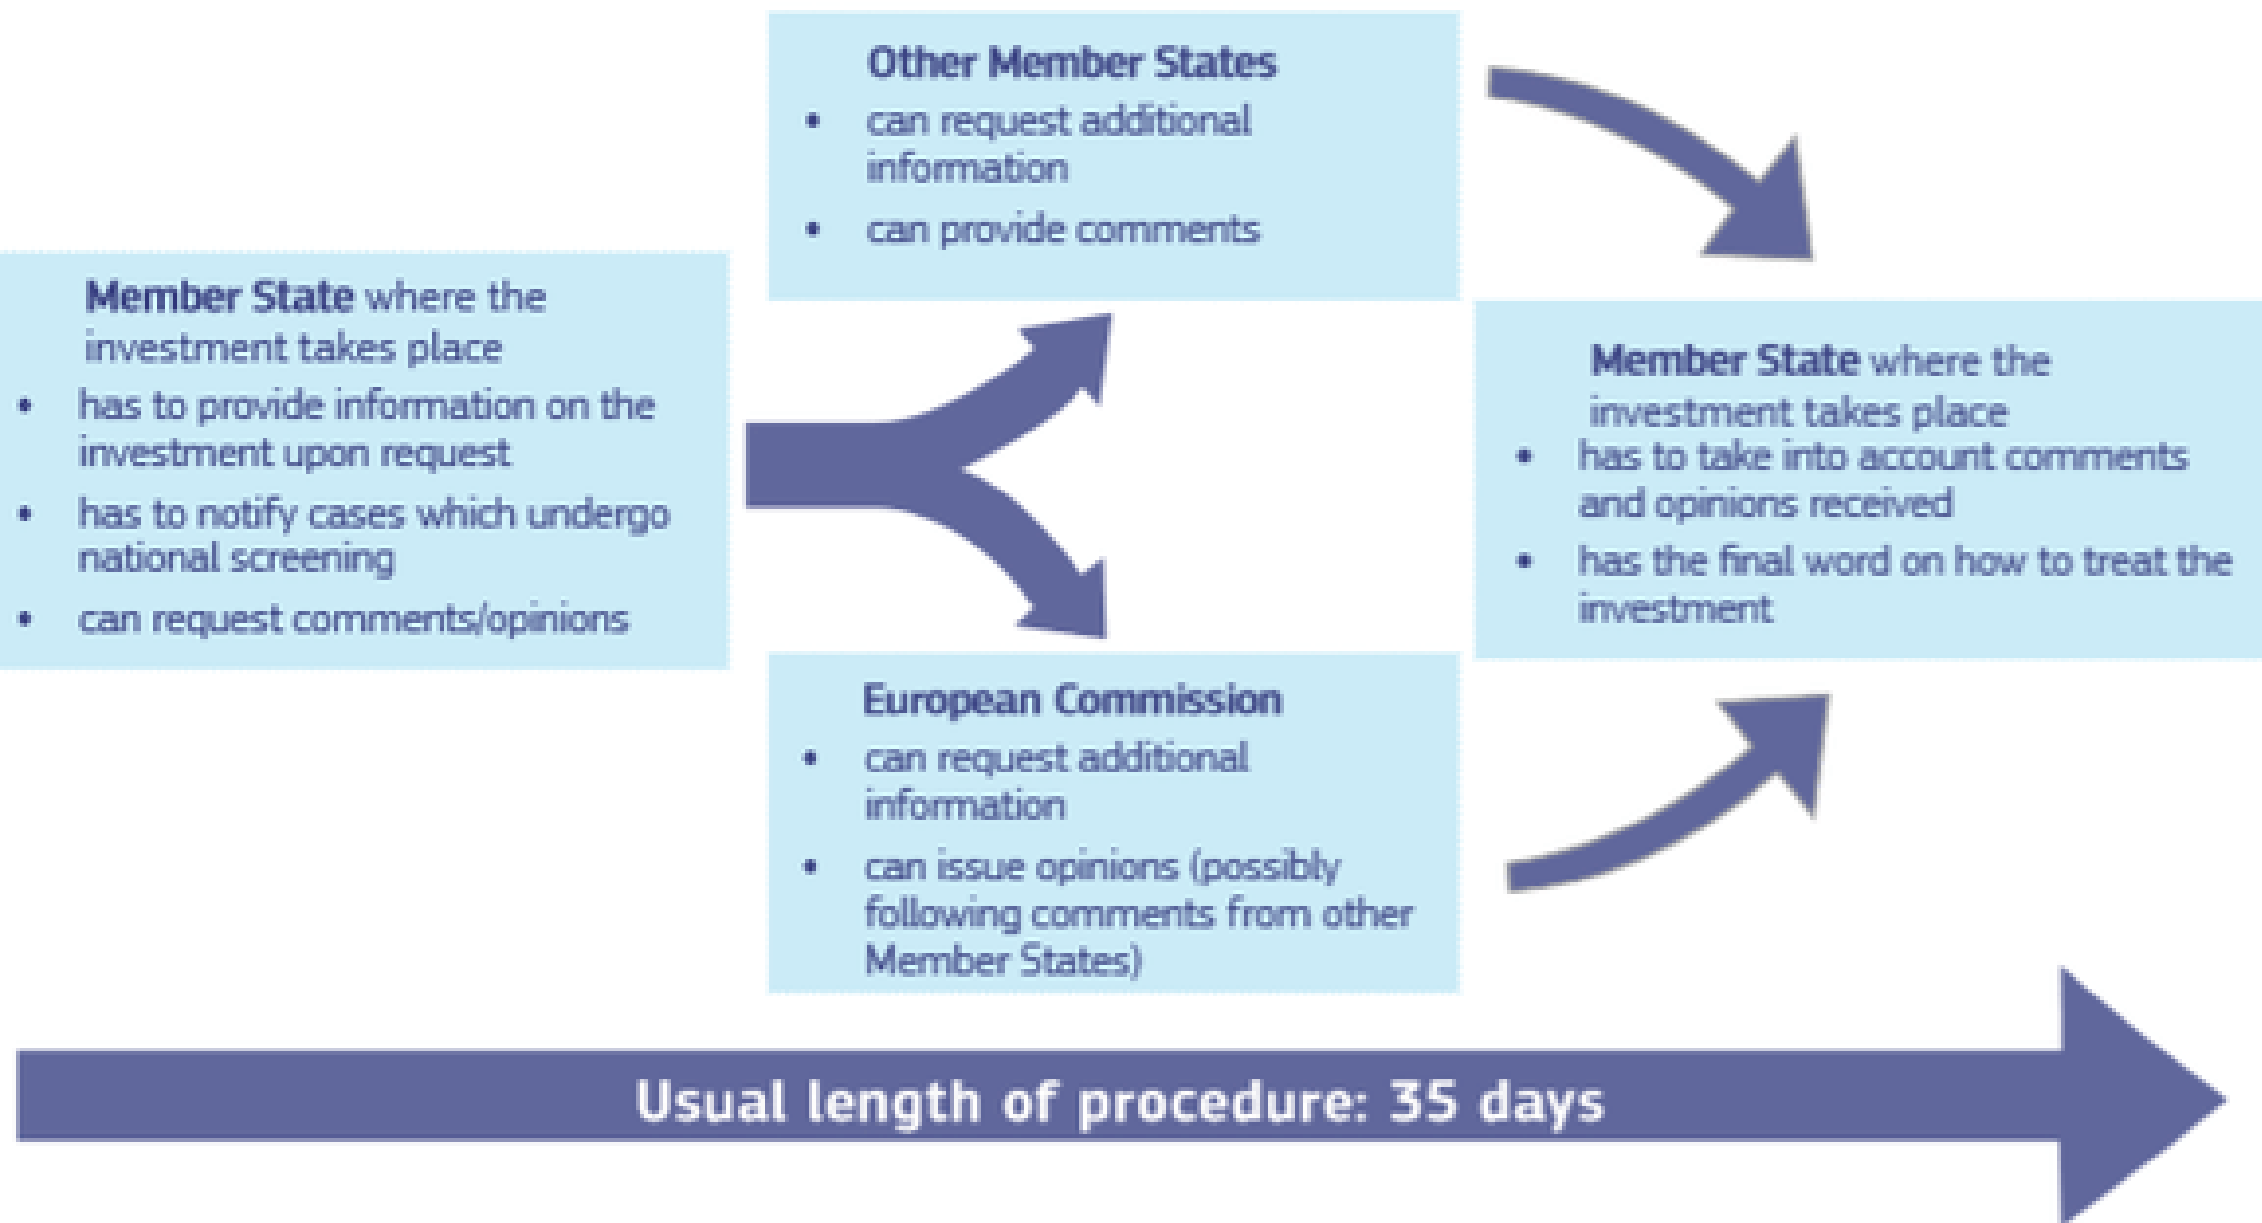 Other Member States
• can request additional
information
• can provide comments
Member State where the
investment takes place
• has to provide information on the
investment upon request
• has to notify cases which undergo
national screening
• can request comments/opinions
European Commission
• can request additional
information
• can issue opinions (possibly
following comments from other
Member States)
Member State where the
investment takes place
• has to take into account comments
and opinions received
• has the final word on how to treat the
investment
Usual length of procedure: 35 days